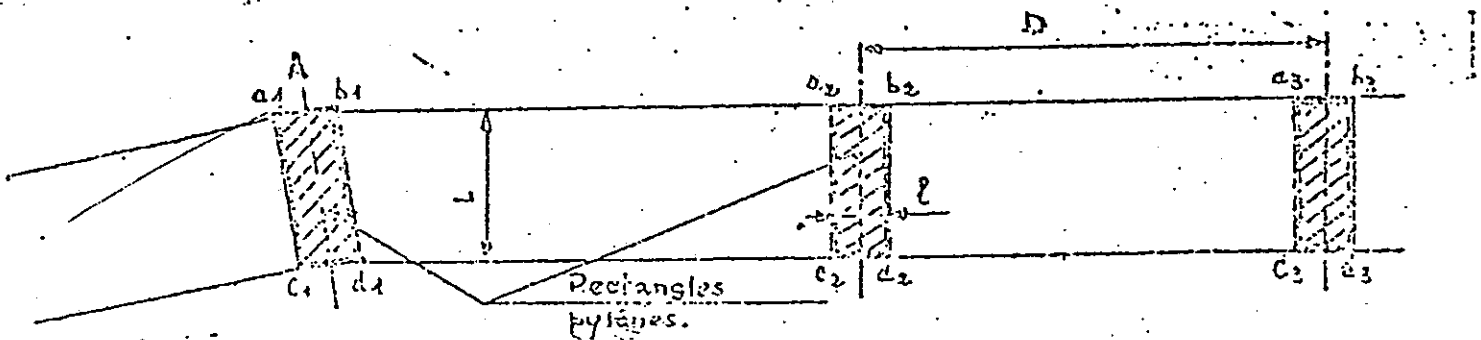 D
A
a1 b1 a2 b2 a3 b3
L
l
c1 d1 c2 d2 c3 d3
Rectangles
pylônes.